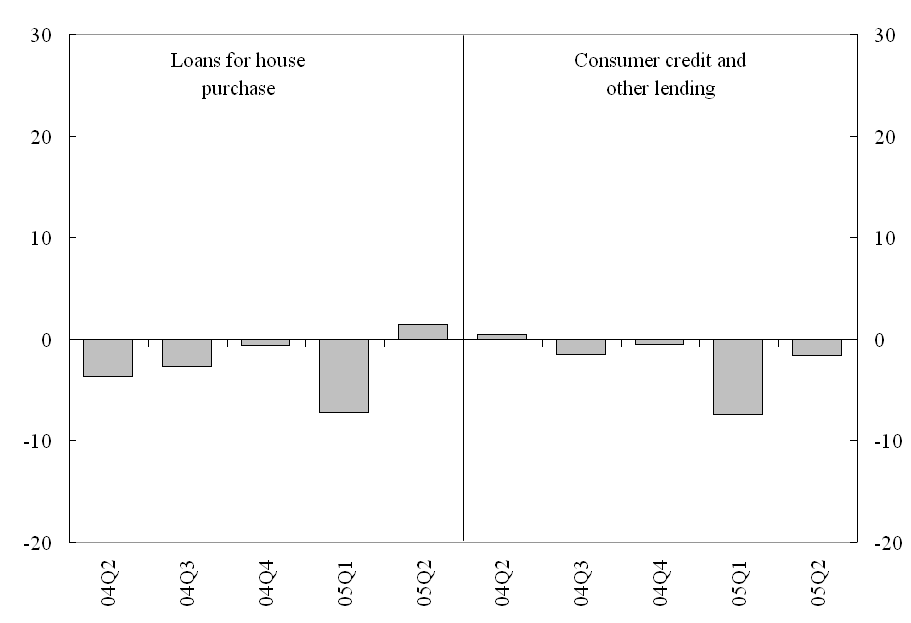 30
20
10
0
-10
-20
Loans for house
purchase
Consumer credit and
other lending
30
20
10
0
-10
-20
04Q2
04Q3
04Q4
05Q1
05Q2
04Q2
04Q3
04Q4
05Q1
05Q2